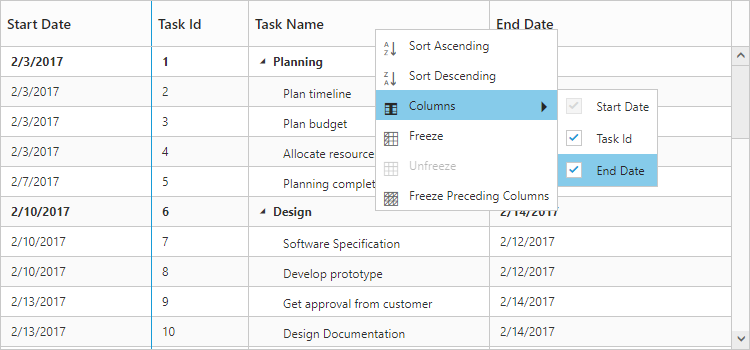 Start Date Task Id Task Name End Date
2/3/2017 1 Planning
2/3/2017 2 Plan timeline
2/3/2017 3 Plan budget
2/3/2017 4 Allocate resource
2/7/2017 5 Planning complet
2/10/2017 6 Design 2/14/2017
2/10/2017 7 Software Specification 2/12/2017
2/10/2017 8 Develop prototype 2/12/2017
2/13/2017 9 Get approval from customer 2/14/2017
2/13/2017 10 Design Documentation 2/14/2017
Sort Ascending
Sort Descending
Columns
Freeze
Unfreeze
Freeze Preceding Columns
Start Date
Task Id
End Date